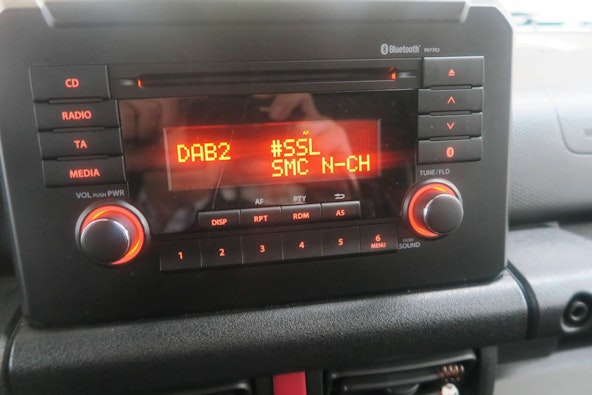 Bluetooth
CD
RADIO
TA
MEDIA
AF
DAB2 #SSL
SMC N-CH
VOL PUSH PWR
TUNE/FLD
AF PTY
DISP RPT RDM AS
1 2 3 4 5 6
MENU
PUSH
SOUND